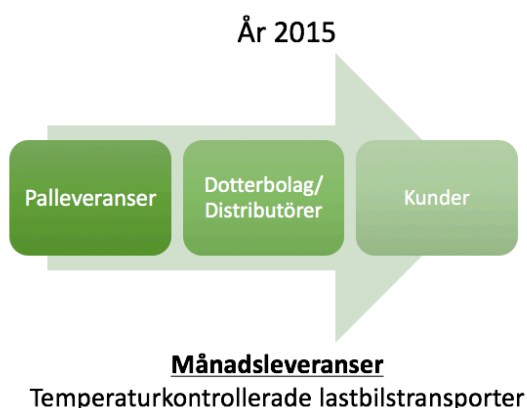 År 2015
Palleveranser
Dotterbolag/
Distributörer
Kunder
Månadsleveranser
Temperaturkontrollerade lastbilstransporter